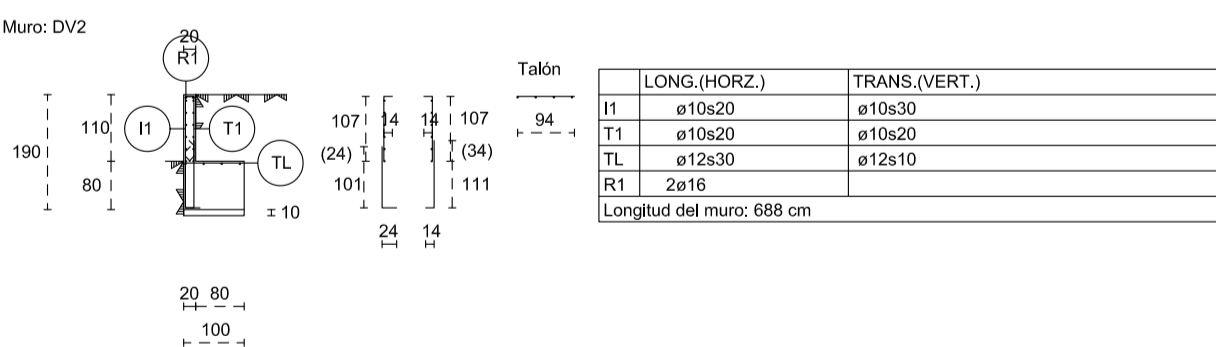 Muro: DV2
20
R1
110
I1
T1
190
80
TL
10
20 80
100
107 14 14 107
(24) (34)
101 111
24 14
Talón
94
LONG.(HORZ.) TRANS.(VERT.)
I1 ø10s20 ø10s30
T1 ø10s20 ø10s20
TL ø12s30 ø12s10
R1 2ø16
Longitud del muro: 688 cm